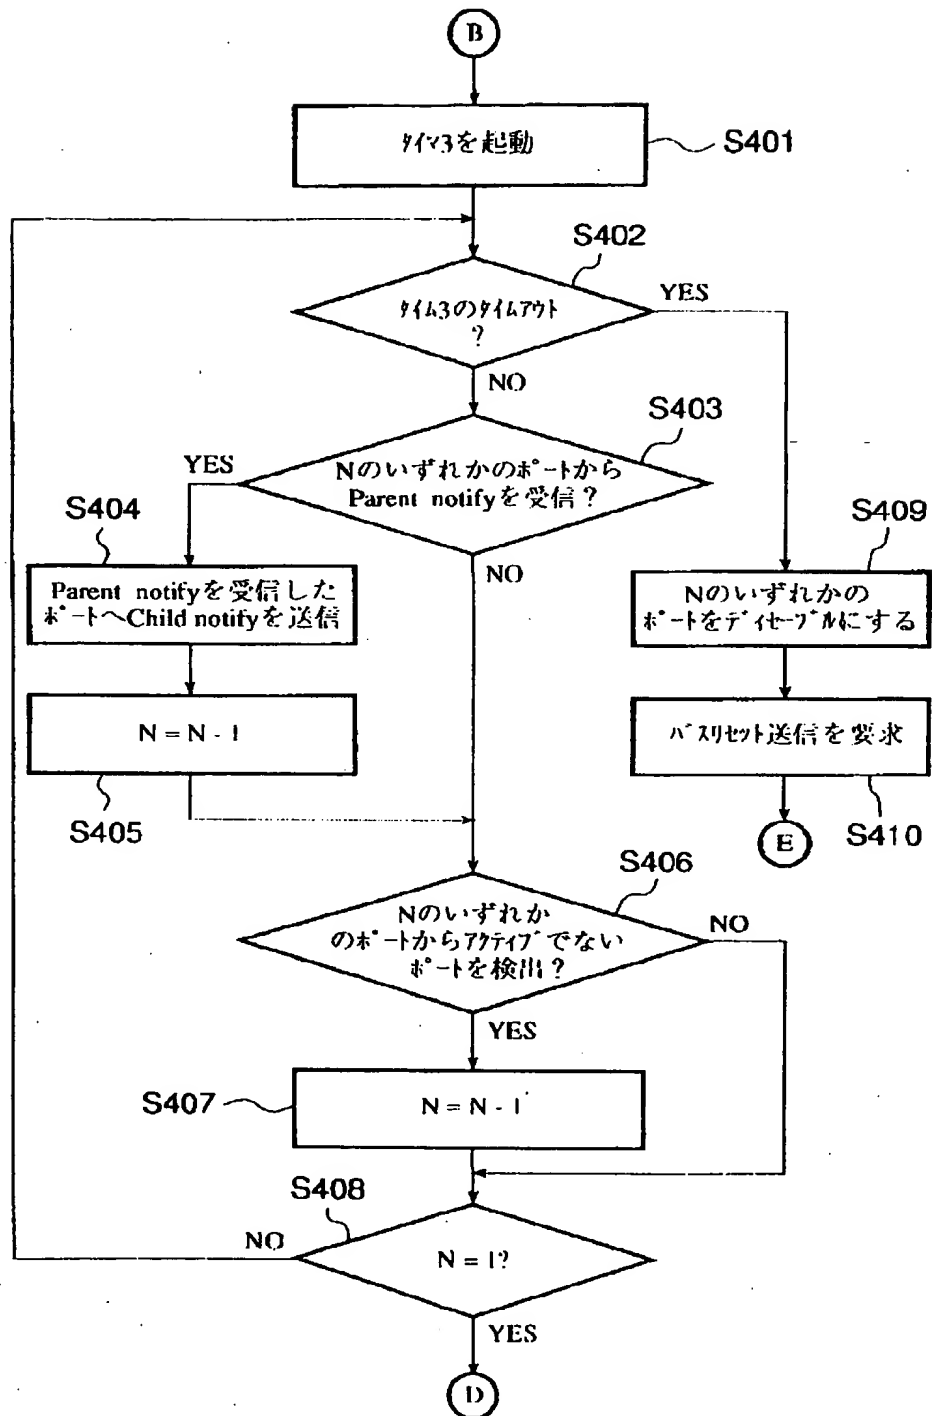 B
タイマ3を起動
S401
S402
タイム3のタイムアウト
?
YES
NO
S403
Nのいずれかのポートから
Parent notifyを受信?
YES
NO
S404
Parent notifyを受信した
ポートへChild notifyを送信
N = N - 1
S405
S409
Nのいずれかの
ポートをディセーブルにする
バスリセット送信を要求
S410
E
S406
Nのいずれか
のポートからアクティブでない
ポートを検出?
NO
YES
S407
N = N - 1
S408
NO
N = 1?
YES
D